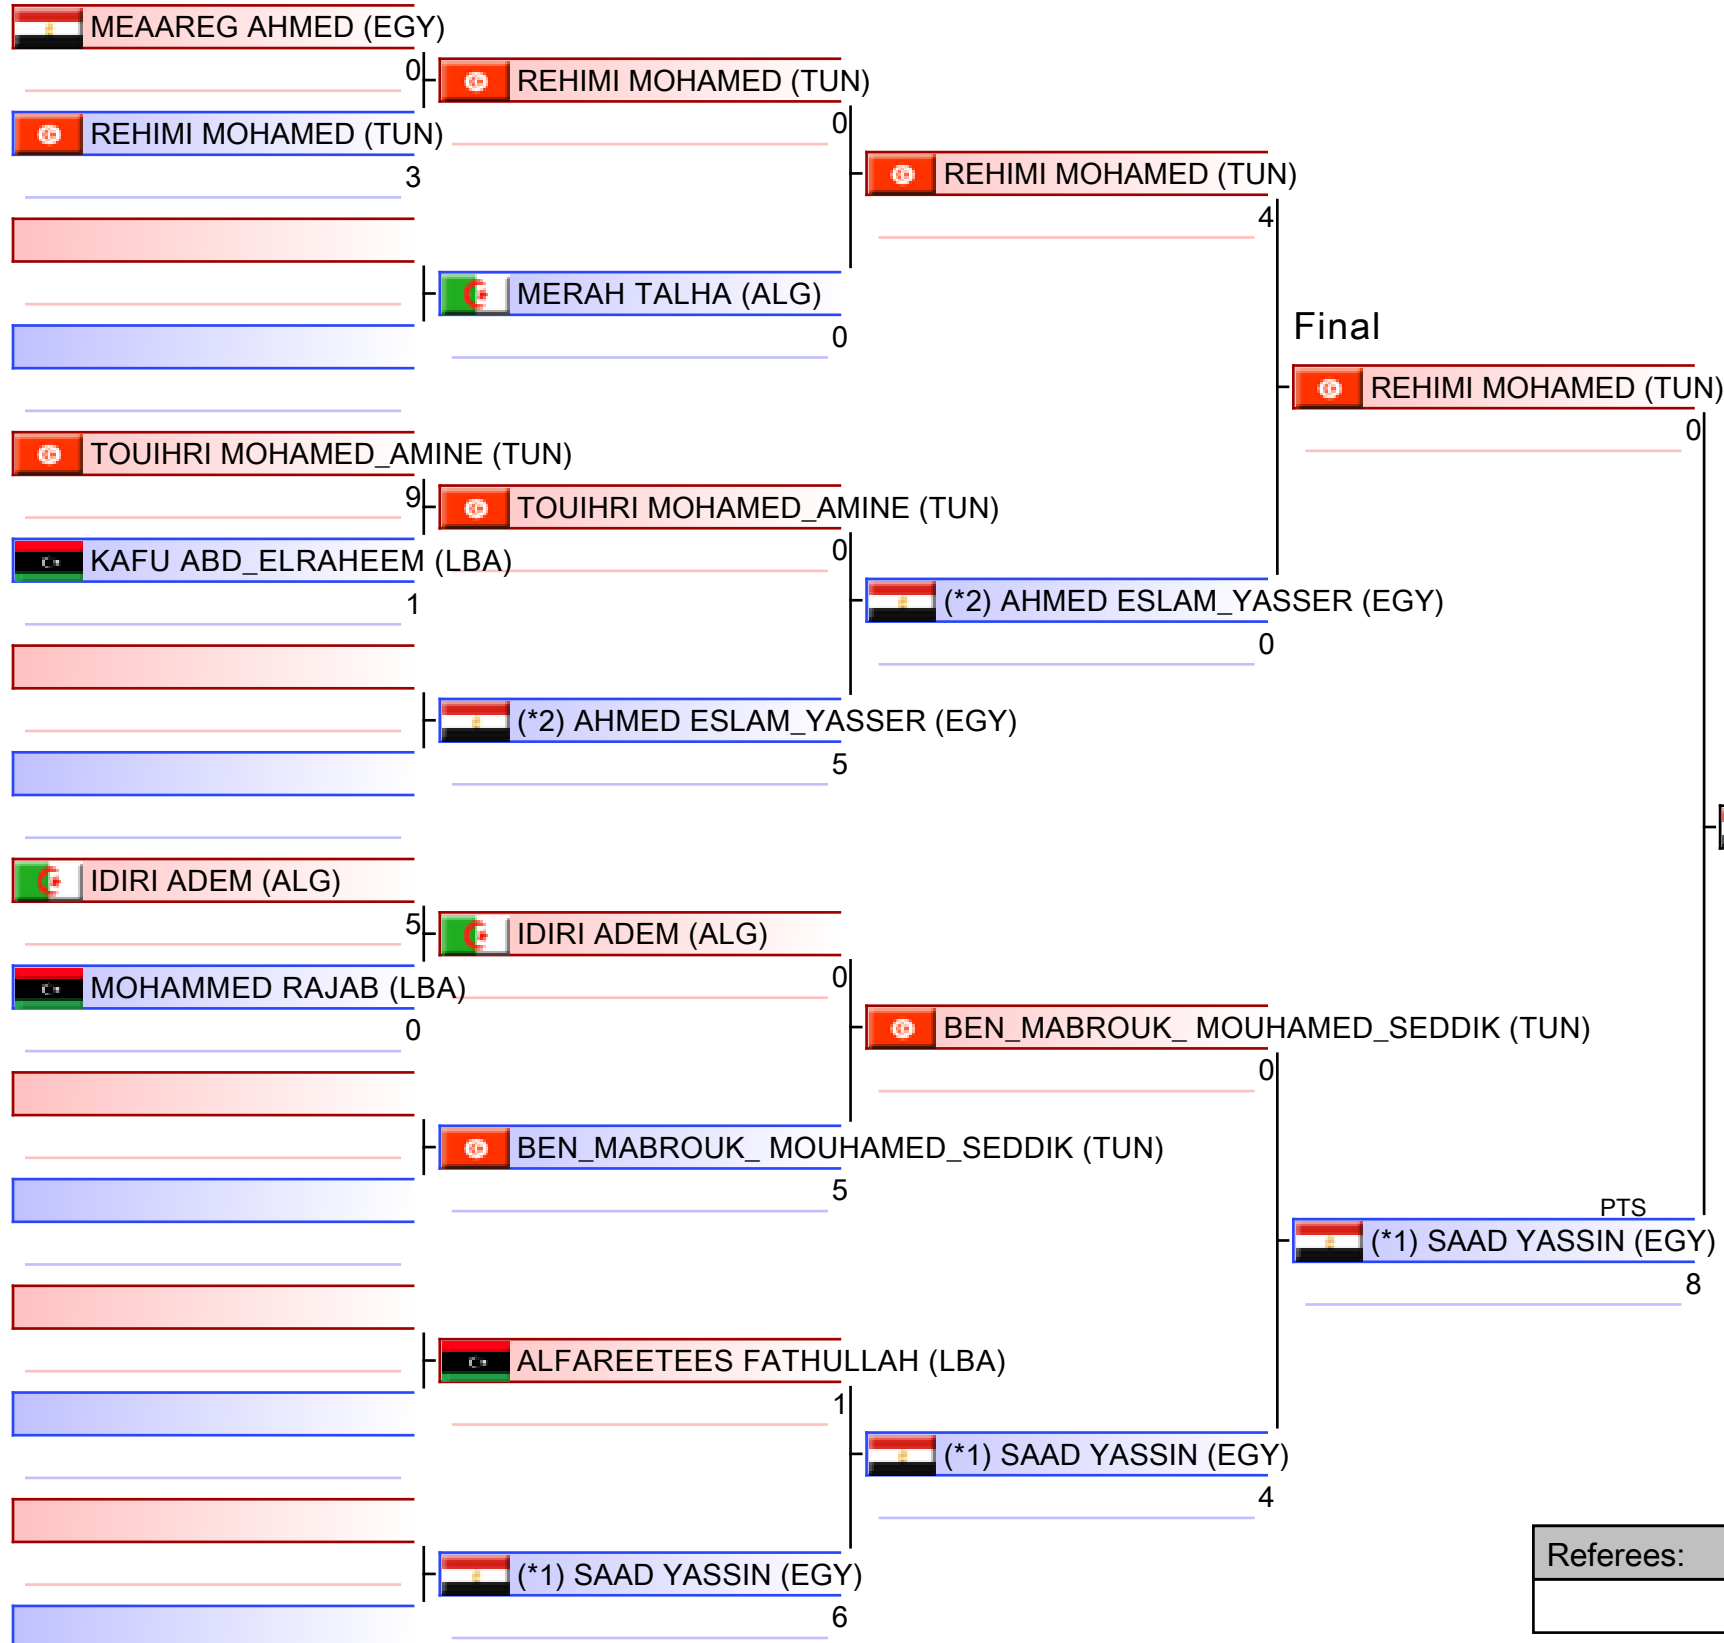 MEAAREG AHMED (EGY)
0
REHIMI MOHAMED (TUN)
3
TOUIHRI MOHAMED_AMINE (TUN)
9
KAFU ABD_ELRAHEEM (LBA)
1
IDIRI ADEM (ALG)
5
MOHAMMED RAJAB (LBA)
0
REHIMI MOHAMED (TUN)
0
MERAH TALHA (ALG)
0
TOUIHRI MOHAMED_AMINE (TUN)
0
(*2) AHMED ESLAM_YASSER (EGY)
5
IDIRI ADEM (ALG)
0
BEN_MABROUK_ MOUHAMED_SEDDIK (TUN)
5
ALFAREETEES FATHULLAH (LBA)
1
(*1) SAAD YASSIN (EGY)
6
REHIMI MOHAMED (TUN)
4
(*2) AHMED ESLAM_YASSER (EGY)
0
BEN_MABROUK_ MOUHAMED_SEDDIK (TUN)
0
(*1) SAAD YASSIN (EGY)
4
Final
REHIMI MOHAMED (TUN)
0
PTS
(*1) SAAD YASSIN (EGY)
8
Referees: